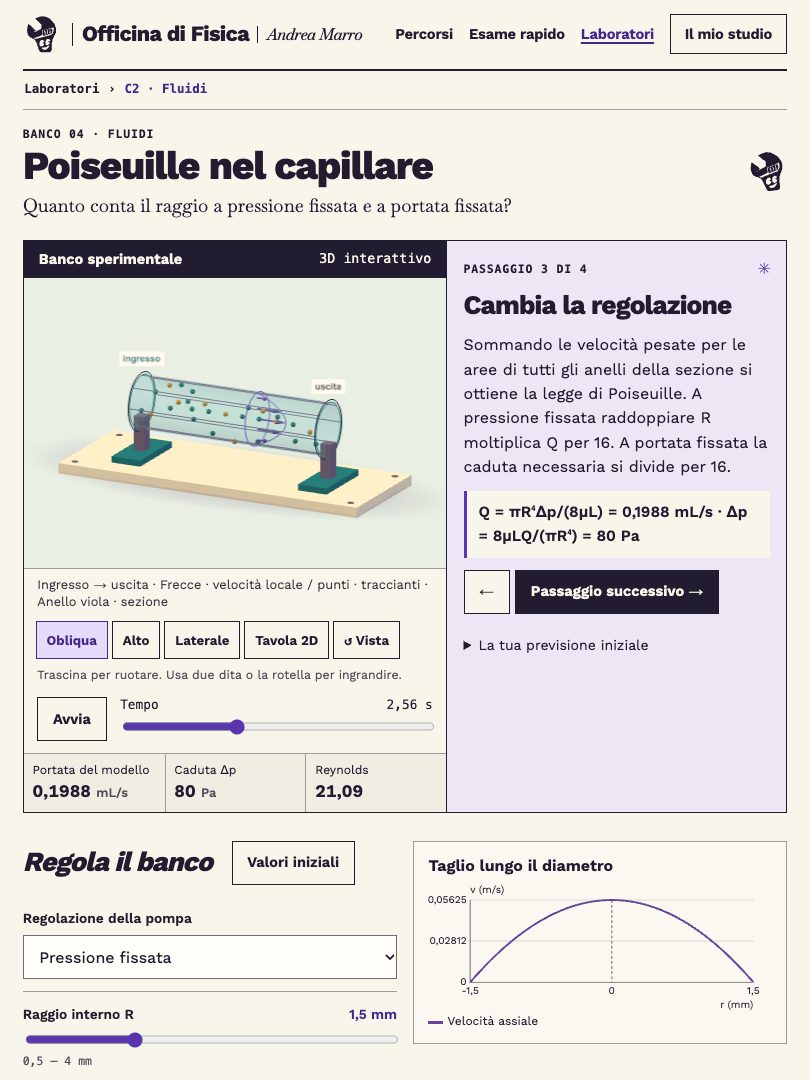 Officina di Fisica
Andrea Marro
Percorsi
Esame rapido
Laboratori
Il mio studio
Laboratori › C2 · Fluidi
BANCO 04 · FLUIDI
Poiseuille nel capillare
Quanto conta il raggio a pressione fissata e a portata fissata?
Banco sperimentale
3D interattivo
ingresso
uscita
Ingresso → uscita · Frecce · velocità locale / punti · traccianti ·
Anello viola · sezione
Obliqua
Alto
Laterale
Tavola 2D
↺ Vista
Trascina per ruotare. Usa due dita o la rotella per ingrandire.
Avvia
Tempo
2,56 s
Portata del modello
0,1988 mL/s
Caduta Δp
80 Pa
Reynolds
21,09
PASSAGGIO 3 DI 4
Cambia la regolazione
Sommando le velocità pesate per le
aree di tutti gli anelli della sezione si
ottiene la legge di Poiseuille. A
pressione fissata raddoppiare R
moltiplica Q per 16. A portata fissata la
caduta necessaria si divide per 16.
Q = πR⁴Δp/(8μL) = 0,1988 mL/s · Δp
= 8μLQ/(πR⁴) = 80 Pa
←
Passaggio successivo →
▶ La tua previsione iniziale
Regola il banco
Valori iniziali
Regolazione della pompa
Pressione fissata
Raggio interno R
1,5 mm
0,5 — 4 mm
Taglio lungo il diametro
v (m/s)
0,05625
0,02812
0
-1,5
0
1,5
r (mm)
Velocità assiale